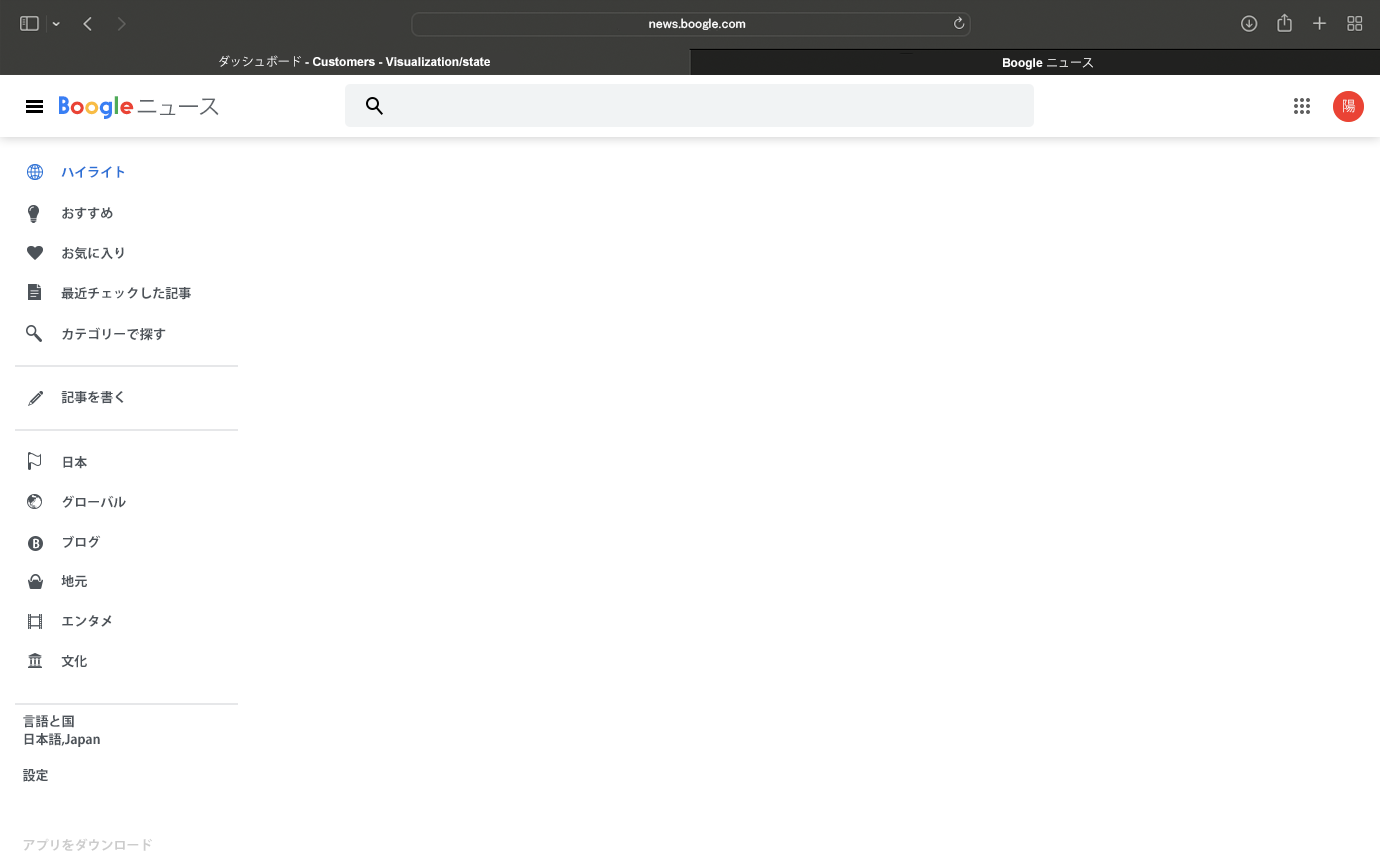 news.boogle.com
ダッシュボード - Customers - Visualization/state
Boogle ニュース
Boogle ニュース
陽
ハイライト
おすすめ
お気に入り
最近チェックした記事
カテゴリーで探す
記事を書く
日本
グローバル
B ブログ
地元
エンタメ
文化
言語と国
日本語,Japan
設定
アプリをダウンロード